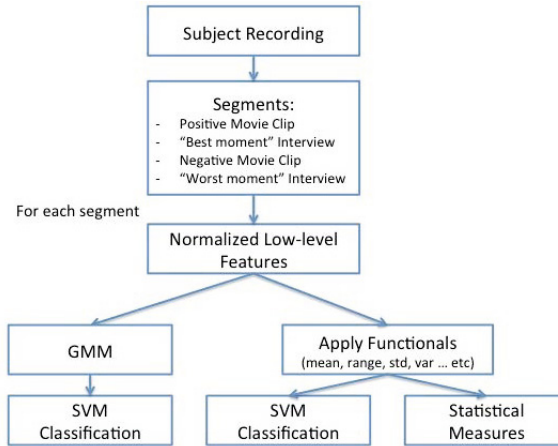 Subject Recording
Segments:
- Positive Movie Clip
- “Best moment” Interview
- Negative Movie Clip
- “Worst moment” Interview
For each segment
Normalized Low-level
Features
GMM
Apply Functionals
(mean, range, std, var ... etc)
SVM
Classification
SVM
Classification
Statistical
Measures